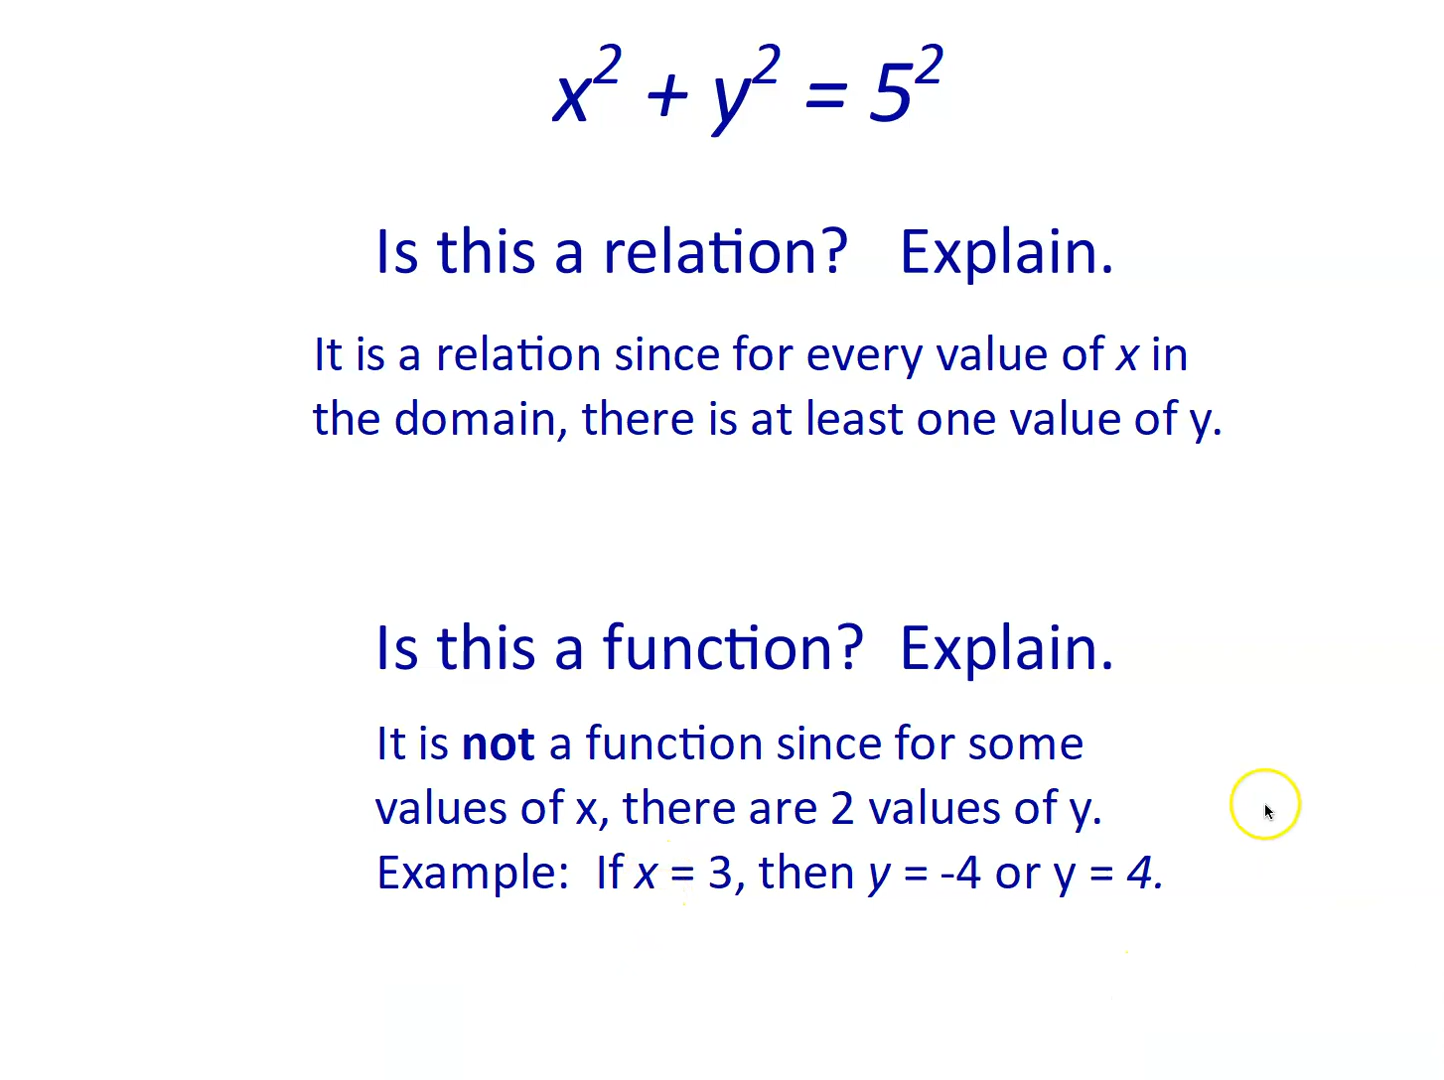 x² + y² = 5²
Is this a relation? Explain.
It is a relation since for every value of x in
the domain, there is at least one value of y.
Is this a function? Explain.
It is not a function since for some
values of x, there are 2 values of y.
Example: If x = 3, then y = -4 or y = 4.